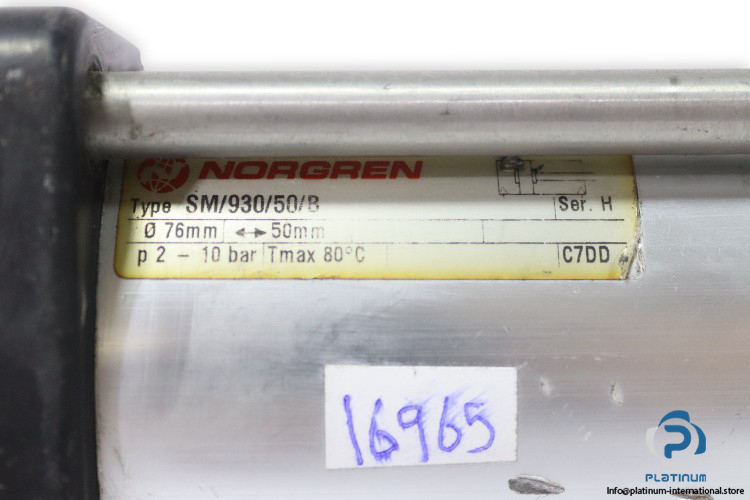 NORGREN
Type SM/930/50/B Ser. H
Ø 76mm ◄► 50mm
p 2 - 10 bar Tmax 80°C C7DD
16965
PLATINUM
Info@platinum-international.store